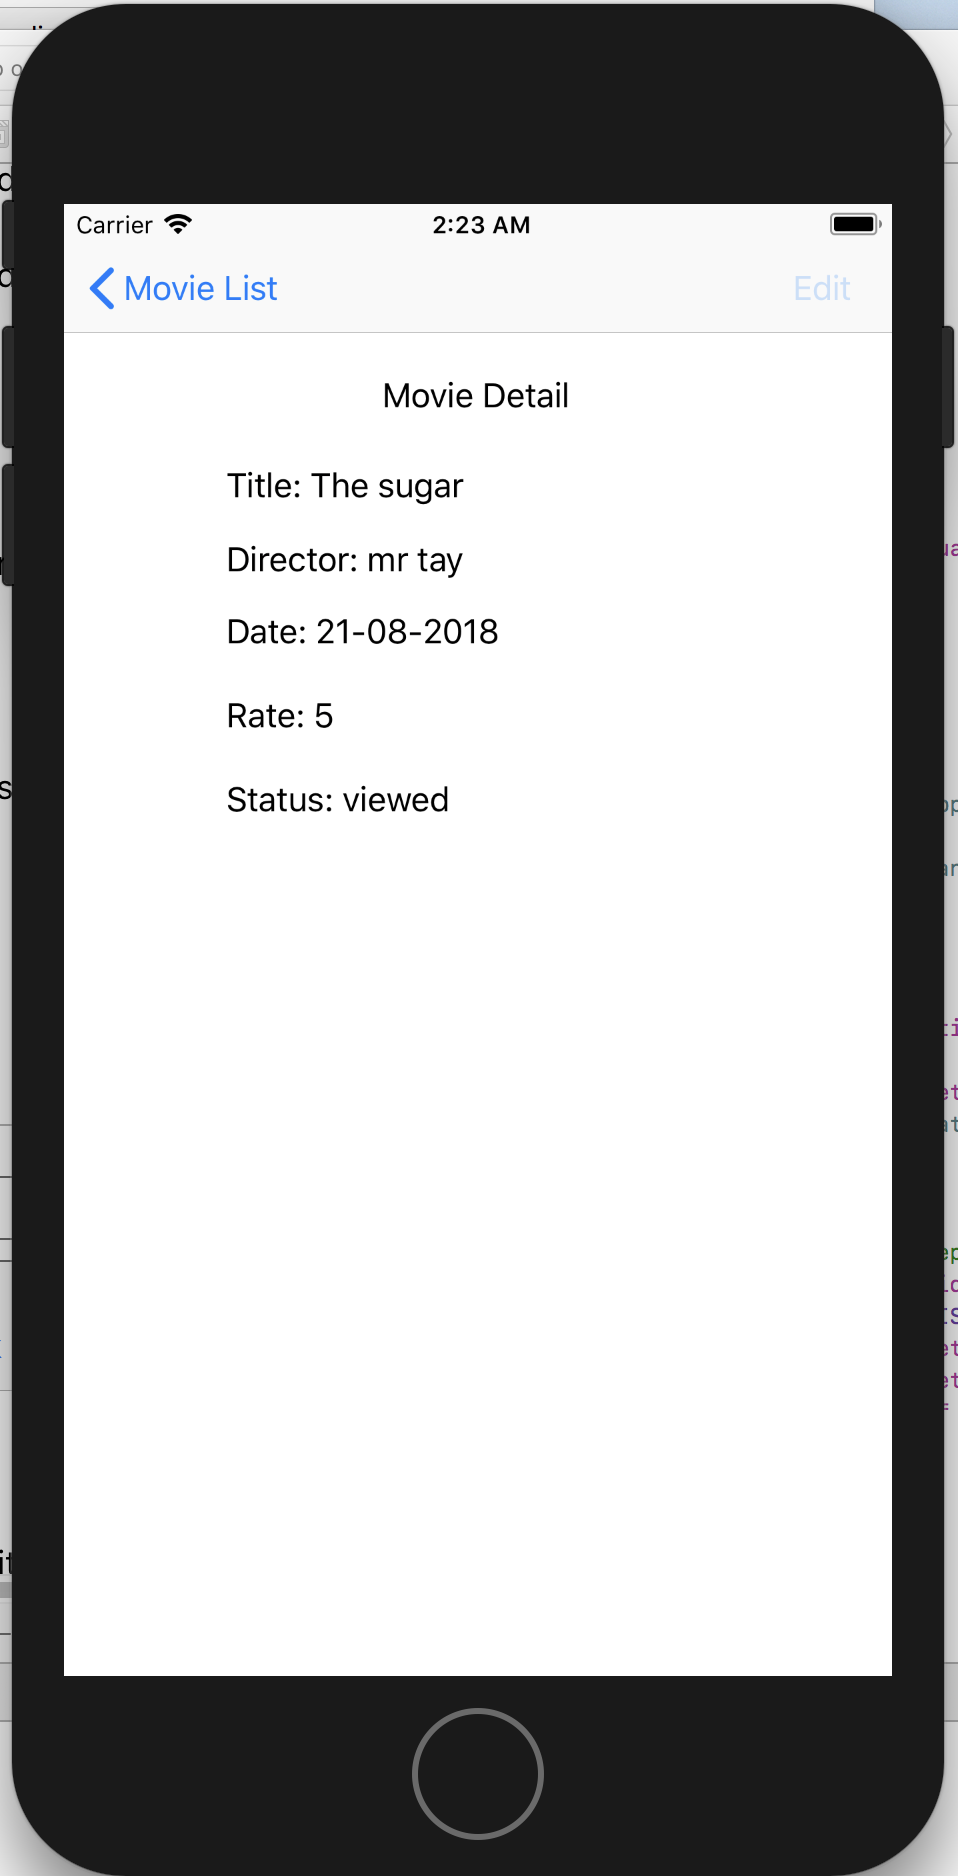 Carrier 2:23 AM
Movie List Edit
Movie Detail
Title: The sugar
Director: mr tay
Date: 21-08-2018
Rate: 5
Status: viewed